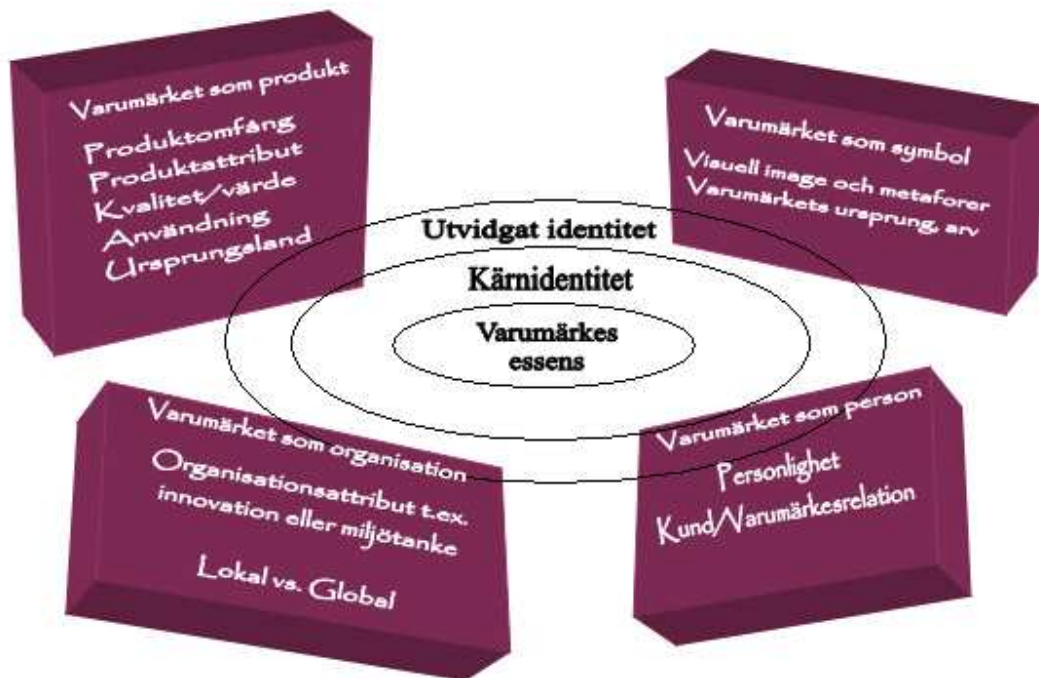 Varumärket som produkt
Produktomfång
Produktattribut
Kvalitet/värde
Användning
Ursprungsland
Varumärket som symbol
Visuell image och metaforer
Varumärkets ursprung, arv
Utvidgat identitet
Kärnidentitet
Varumärkes
essens
Varumärket som organisation
Organisationsattribut t.ex.
innovation eller miljötanke
Lokal vs. Global
Varumärket som person
Personlighet
Kund/Varumärkesrelation